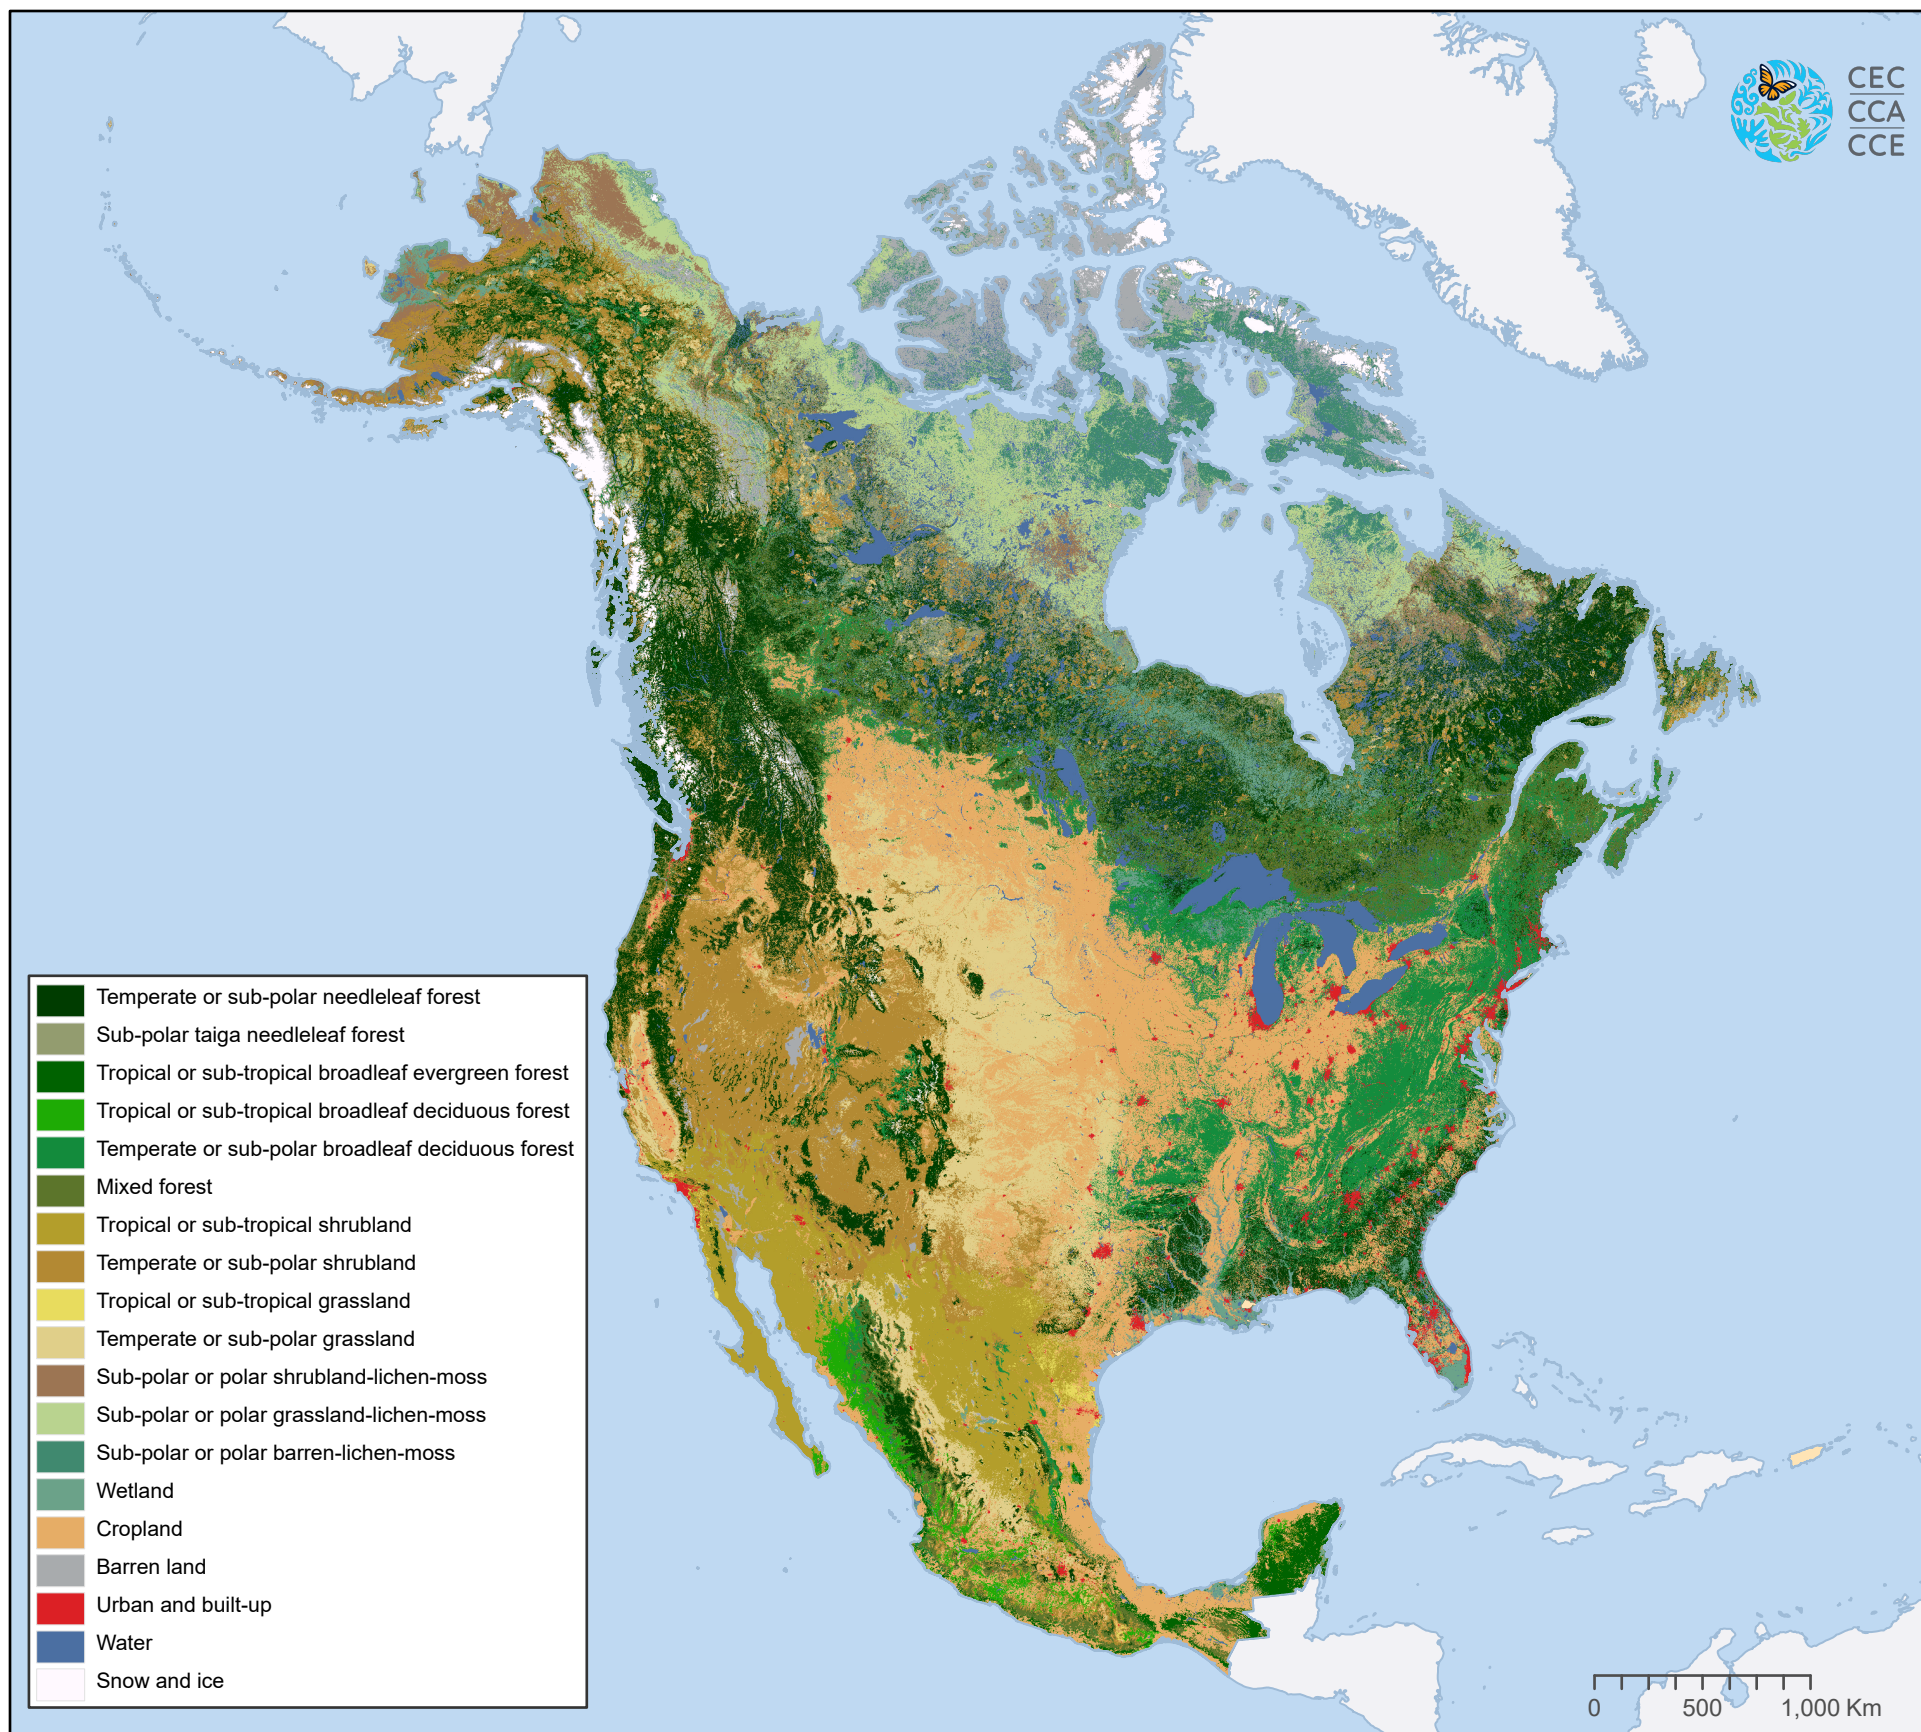 CEC
CCA
CCE
Temperate or sub-polar needleleaf forest
Sub-polar taiga needleleaf forest
Tropical or sub-tropical broadleaf evergreen forest
Tropical or sub-tropical broadleaf deciduous forest
Temperate or sub-polar broadleaf deciduous forest
Mixed forest
Tropical or sub-tropical shrubland
Temperate or sub-polar shrubland
Tropical or sub-tropical grassland
Temperate or sub-polar grassland
Sub-polar or polar shrubland-lichen-moss
Sub-polar or polar grassland-lichen-moss
Sub-polar or polar barren-lichen-moss
Wetland
Cropland
Barren land
Urban and built-up
Water
Snow and ice
0 500 1,000 Km